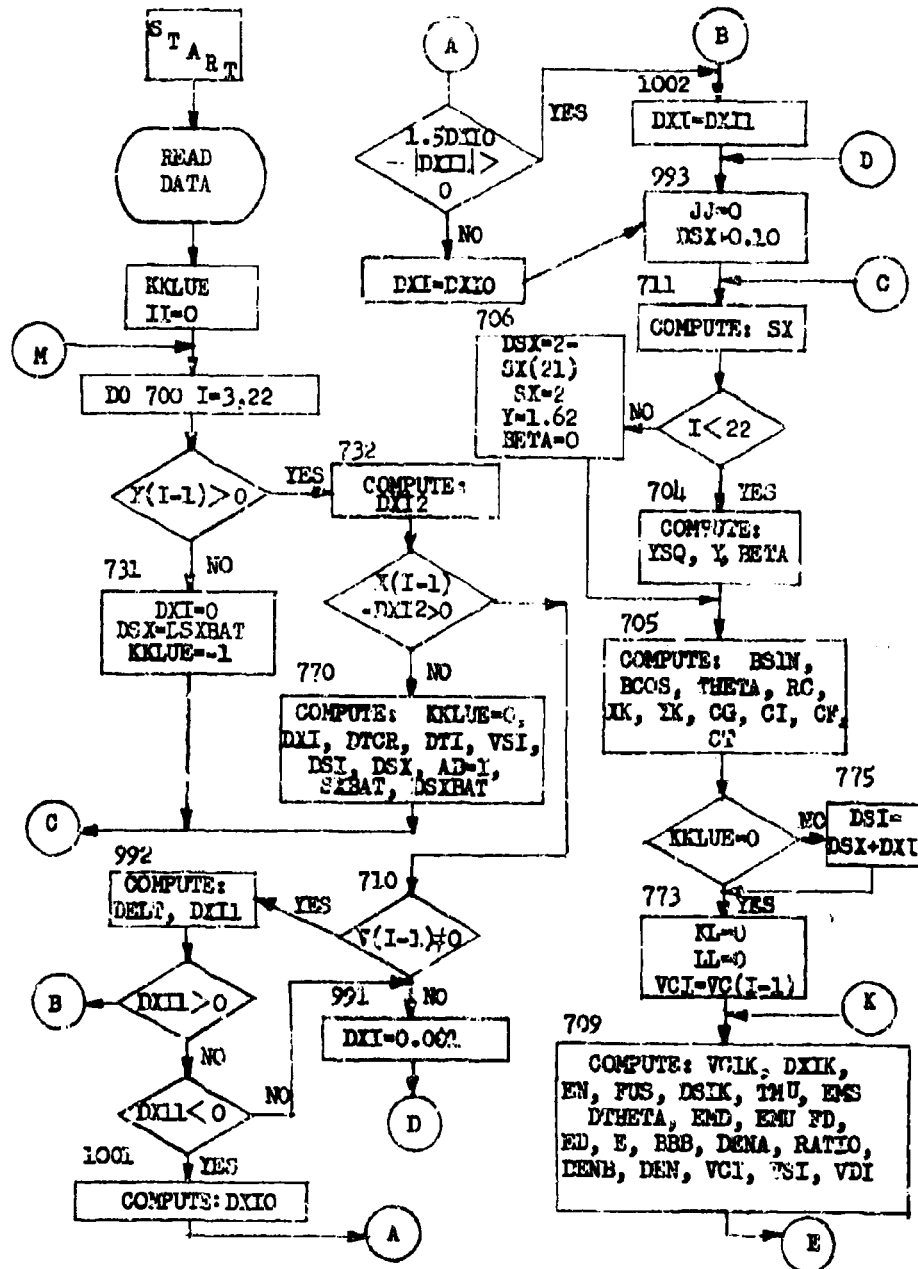 START
READ
DATA
KKLUE
II=0
M
DO 700 I=3,22
Y(I-1)>0
YES
NO
732
COMPUTE:
DXI2
731
DXI=0
DSX=DSXBAT
KKLUE=-1
X(I-1)
-DXI2>0
NO
770
COMPUTE: KKLUE=0,
DXI, DTCR, DTI, VSI,
DSI, DSX, AB=1,
SXBAT, DSXBAT
C
992
COMPUTE:
DELT, DXI1
YES
710
V(I-1)≠0
NO
B
DXI1>0
NO
991
DXI=0.001
D
DXI1<0
NO
YES
1001
COMPUTE:DXI0
A
A
1.5DXI0
-|DXI1|>
0
YES
NO
DXI=DXI0
B
1002
DXI=DXI1
D
993
JJ=0
DSX=0.10
C
711
COMPUTE: SX
706
DSX=2-
SX(21)
SX=2
Y=1.62
BETA=0
NO
I<22
YES
704
COMPUTE:
YSQ, Y, BETA
705
COMPUTE: BSIN,
BCOS, THETA, RC,
XK, YK, CG, CI, CF,
CT
KKLUE=0
NO
775
DSI=
DSX+DXI
YES
773
KL=0
LL=0
VCI=VC(I-1)
K
709
COMPUTE: VCIK, DXIK,
EN, FUS, DSIK, TMU, EMS
DTHETA, EMD, EMU FD,
ED, E, BBB, DENA, RATIO,
DENB, DEN, VCI, VSI, VDI
E